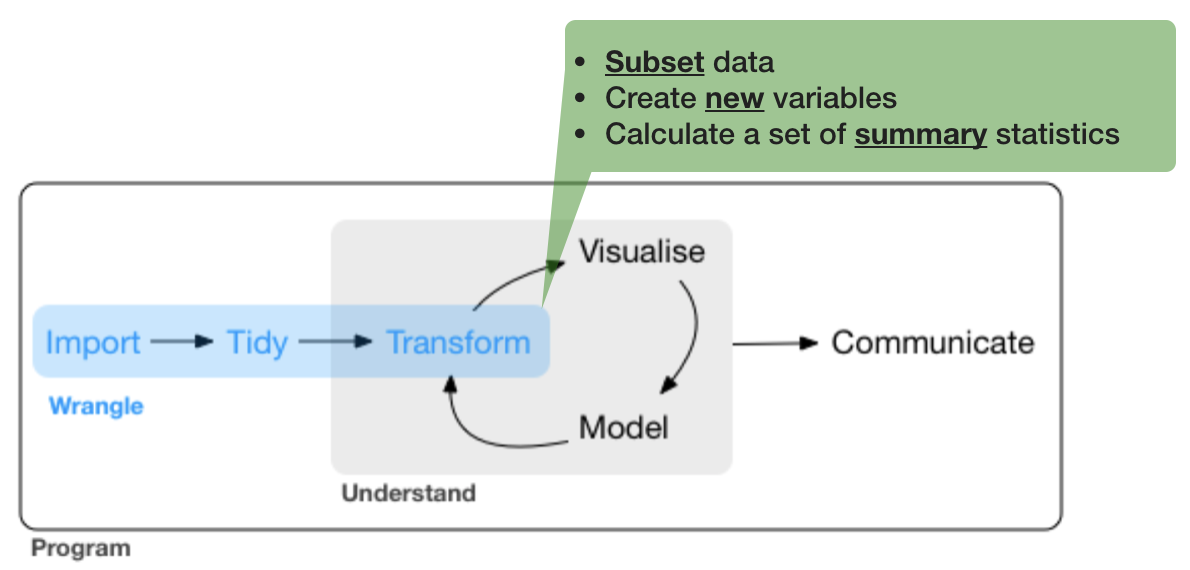 • Subset data
• Create new variables
• Calculate a set of summary statistics
Visualise
Import
Tidy
Transform
Communicate
Wrangle
Model
Understand
Program